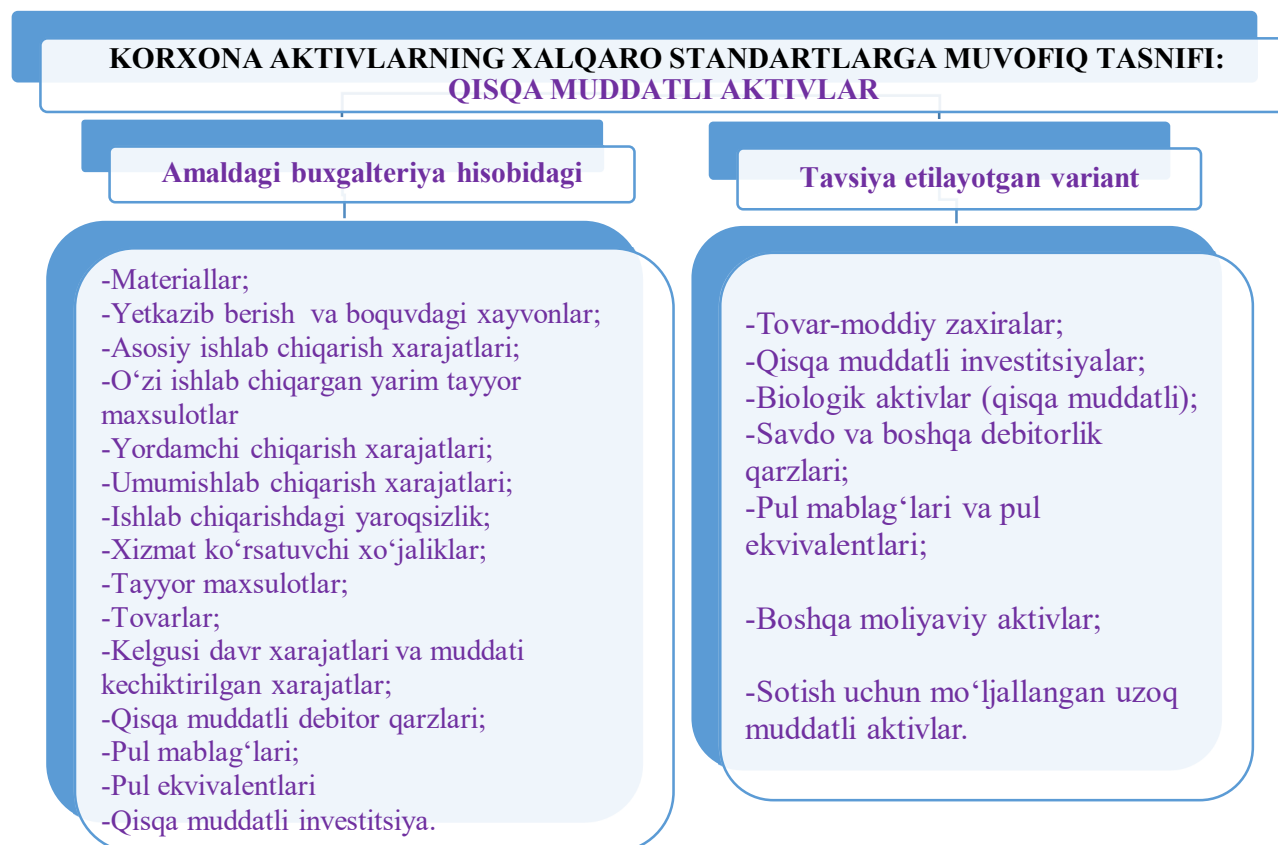 KORXONA AKTIVLARNING XALQARO STANDARTLARGA MUVOFIQ TASNIFI:
QISQA MUDDATLI AKTIVLAR
Amaldagi buxgalteriya hisobidagi
-Materiallar;
-Yetkazib berish va boquvdagi xayvonlar;
-Asosiy ishlab chiqarish xarajatlari;
-O‘zi ishlab chiqargan yarim tayyor
maxsulotlar
-Yordamchi chiqarish xarajatlari;
-Umumishlab chiqarish xarajatlari;
-Ishlab chiqarishdagi yaroqsizlik;
-Xizmat ko‘rsatuvchi xo‘jaliklar;
-Tayyor maxsulotlar;
-Tovarlar;
-Kelgusi davr xarajatlari va muddati
kechiktirilgan xarajatlar;
-Qisqa muddatli debitor qarzlari;
-Pul mablag‘lari;
-Pul ekvivalentlari
-Qisqa muddatli investitsiya.
Tavsiya etilayotgan variant
-Tovar-moddiy zaxiralar;
-Qisqa muddatli investitsiyalar;
-Biologik aktivlar (qisqa muddatli);
-Savdo va boshqa debitorlik
qarzlari;
-Pul mablag‘lari va pul
ekvivalentlari;
-Boshqa moliyaviy aktivlar;
-Sotish uchun mo‘ljallangan uzoq
muddatli aktivlar.